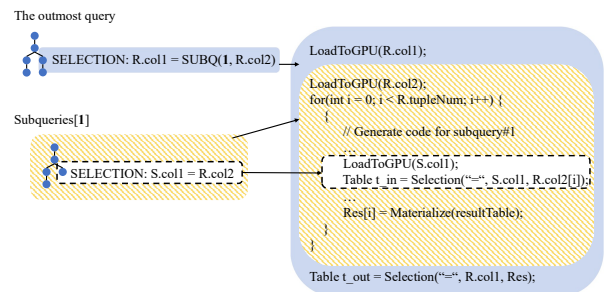 The outmost query
SELECTION: R.col1 = SUBQ(1, R.col2)
Subqueries[1]
SELECTION: S.col1 = R.col2
LoadToGPU(R.col1);
LoadToGPU(R.col2);
for(int i = 0; i < R.tupleNum; i++) {
{
// Generate code for subquery#1
…
LoadToGPU(S.col1);
Table t_in = Selection(“=“, S.col1, R.col2[i]);
…
Res[i] = Materialize(resultTable);
}
}
Table t_out = Selection(“=“, R.col1, Res);